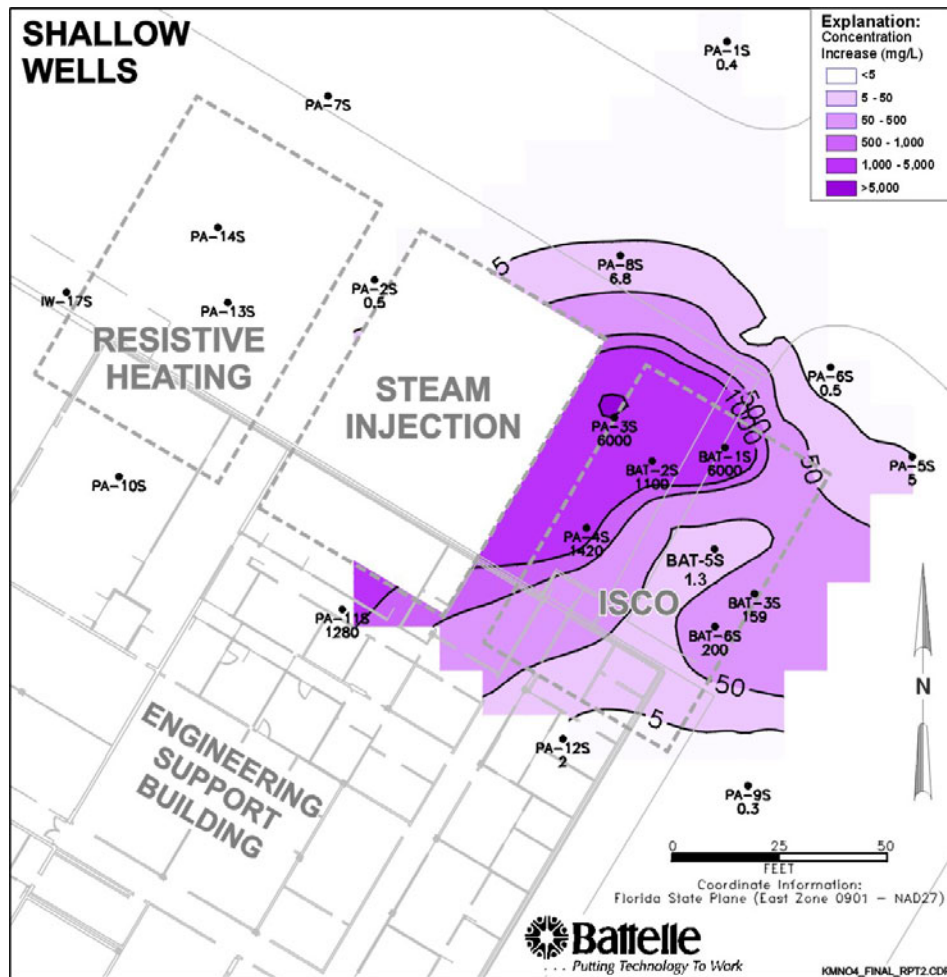 SHALLOW
WELLS
Explanation:
Concentration
Increase (mg/L)
<5
5 - 50
50 - 500
500 - 1,000
1,000 - 5,000
>5,000
PA-1S
0.4
PA-7S
PA-14S
PA-8S
6.8
5
IW-17S
PA-2S
0.5
PA-13S
RESISTIVE
HEATING
STEAM
INJECTION
PA-6S
0.5
PA-3S
6000
500
1000
BAT-1S
6000
BAT-2S
1100
50
PA-5S
5
PA-10S
PA-4S
1420
BAT-5S
1.3
ISCO
BAT-3S
159
PA-11S
1280
BAT-6S
200
50
5
PA-12S
2
N
ENGINEERING
SUPPORT
BUILDING
PA-9S
0.3
0 25 50
FEET
Coordinate Information:
Florida State Plane (East Zone 0901 – NAD27)
Battelle
. . . Putting Technology To Work
KMNO4_FINAL_RPT2.CDR